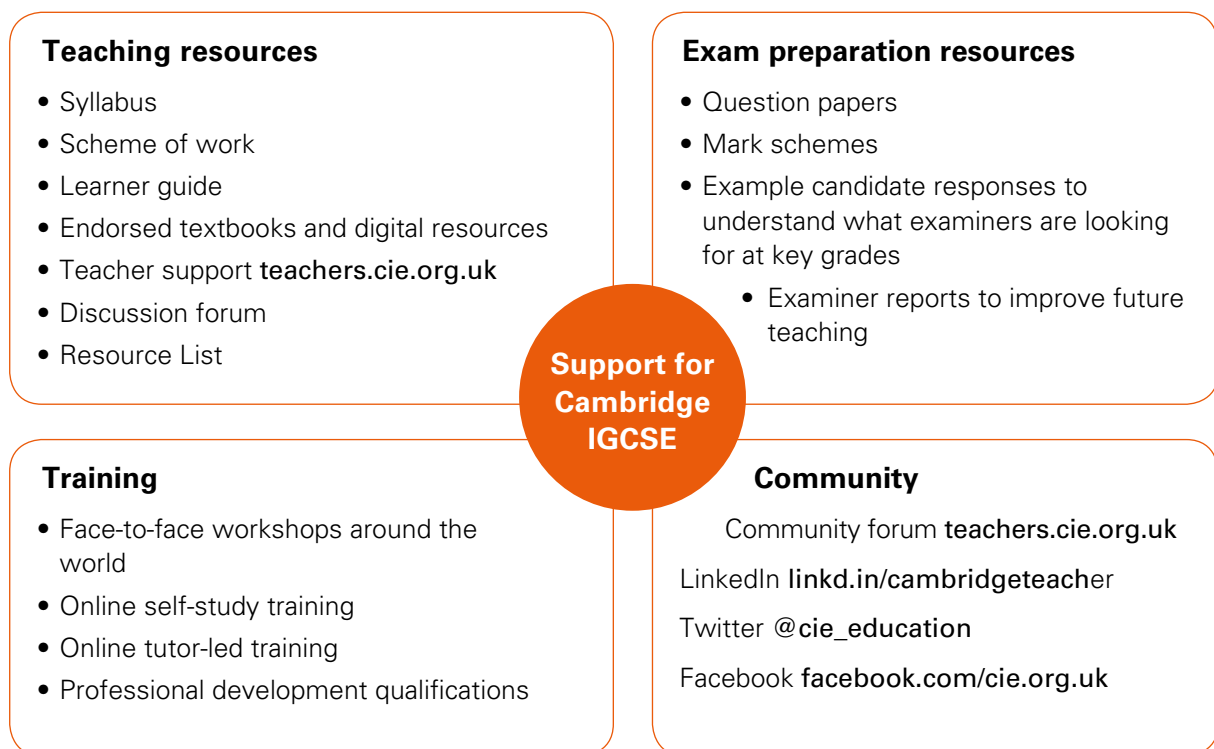 Teaching resources
• Syllabus
• Scheme of work
• Learner guide
• Endorsed textbooks and digital resources
• Teacher support teachers.cie.org.uk
• Discussion forum
• Resource List
Exam preparation resources
• Question papers
• Mark schemes
• Example candidate responses to
understand what examiners are looking
for at key grades
• Examiner reports to improve future
teaching
Support for
Cambridge
IGCSE
Training
• Face-to-face workshops around the
world
• Online self-study training
• Online tutor-led training
• Professional development qualifications
Community
Community forum teachers.cie.org.uk
LinkedIn linkd.in/cambridgeteacher
Twitter @cie_education
Facebook facebook.com/cie.org.uk